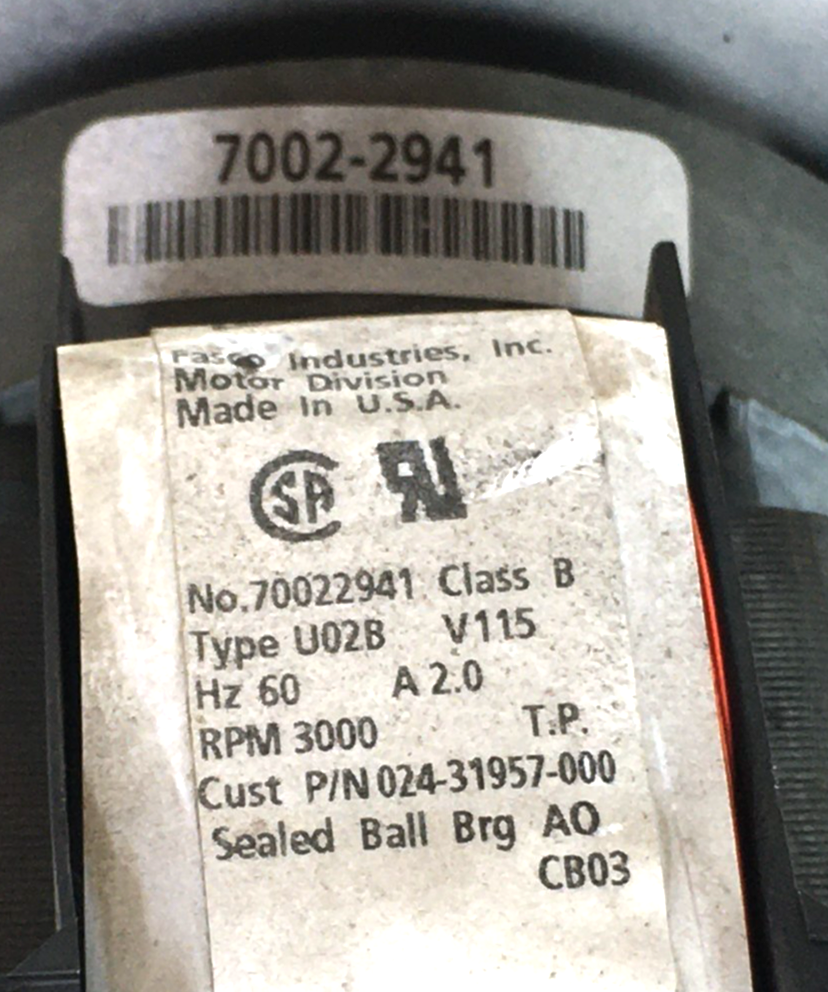 7002-2941
Fasco Industries, Inc.
Motor Division
Made In U.S.A.
No.70022941 Class B
Type U02B V115
Hz 60 A 2.0
RPM 3000 T.P.
Cust P/N 024-31957-000
Sealed Ball Brg AO
CB03